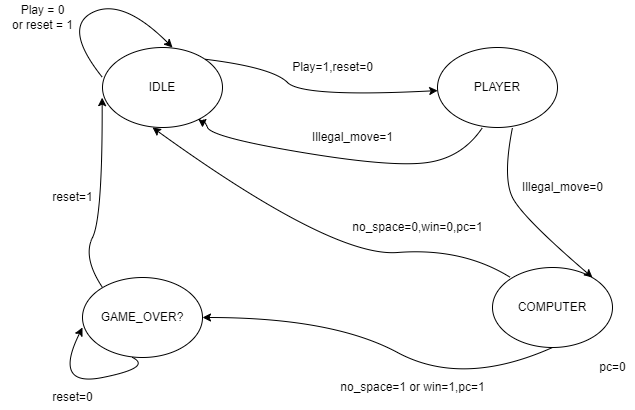 Play = 0
or reset = 1
IDLE
Play=1,reset=0
PLAYER
Illegal_move=1
Illegal_move=0
reset=1
no_space=0,win=0,pc=1
GAME_OVER?
COMPUTER
pc=0
no_space=1 or win=1,pc=1
reset=0